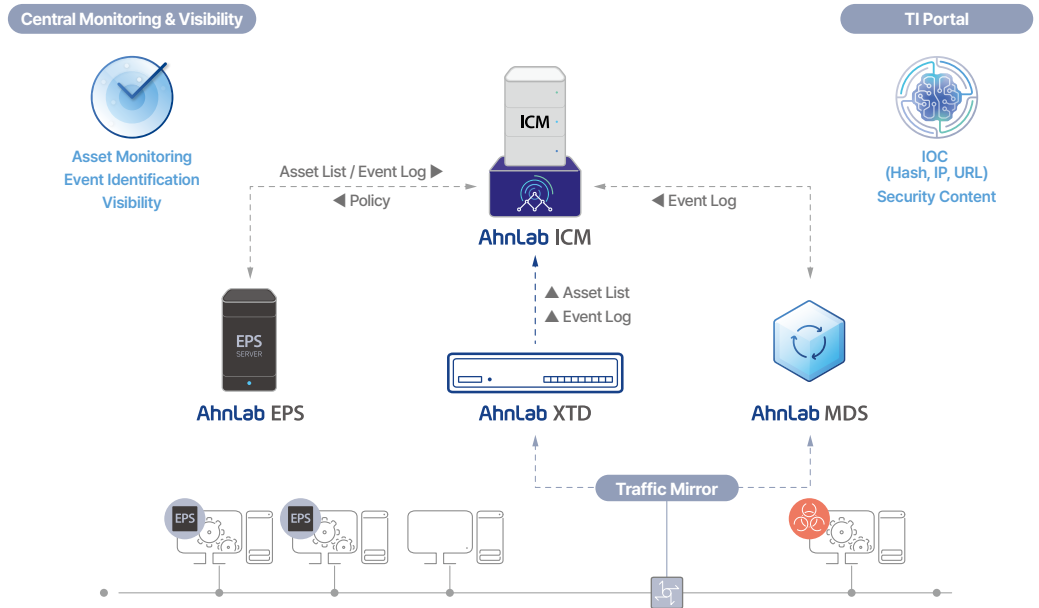 Central Monitoring & Visibility
TI Portal
ICM
Asset Monitoring
Event Identification
Visibility
IOC
(Hash, IP, URL)
Security Content
Asset List / Event Log ▶
◀ Policy
◀ Event Log
AhnLab ICM
▲ Asset List
▲ Event Log
EPS
SERVER
AhnLab EPS
AhnLab XTD
AhnLab MDS
Traffic Mirror
EPS
EPS